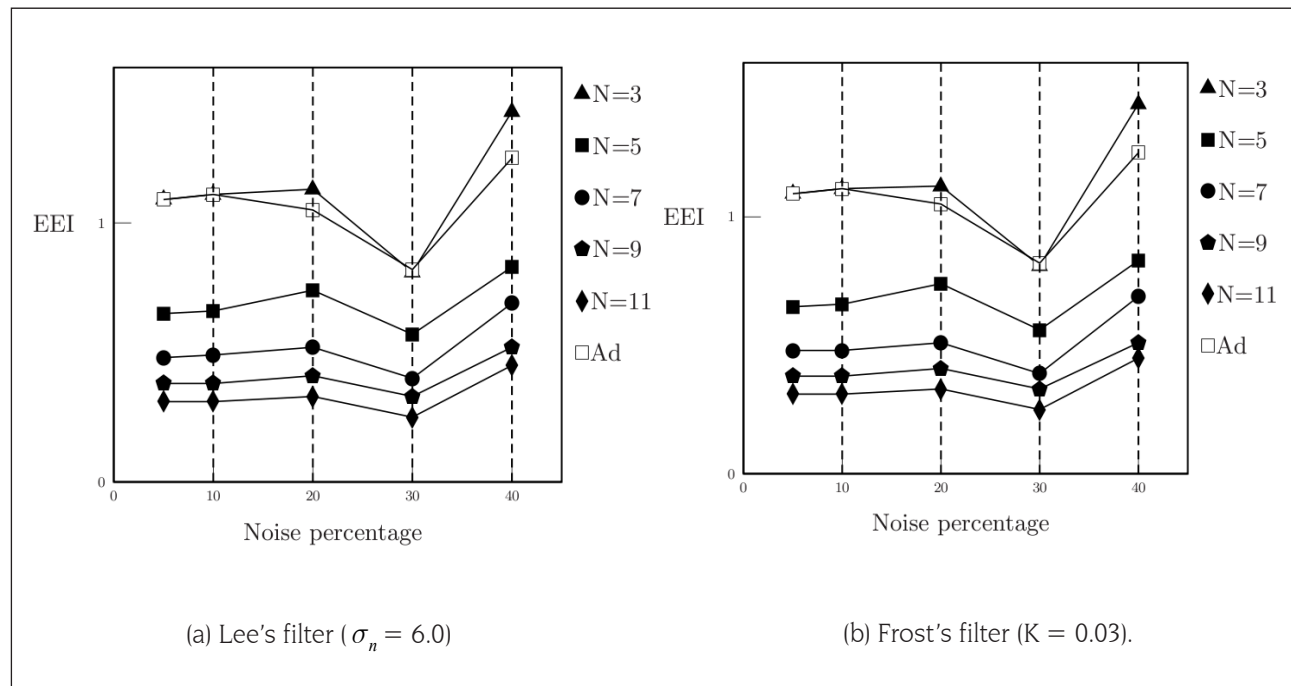 EEI
1
0
0 10 20 30 40
Noise percentage
N=3
N=5
N=7
N=9
N=11
Ad
(a) Lee's filter ( σn = 6.0)
EEI
1
0
0 10 20 30 40
Noise percentage
N=3
N=5
N=7
N=9
N=11
Ad
(b) Frost's filter (K = 0.03).